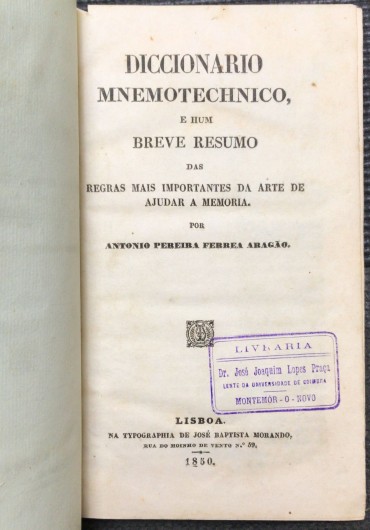 DICCIONARIO
MNEMOTECHNICO,
E HUM
BREVE RESUMO
DAS
REGRAS MAIS IMPORTANTES DA ARTE DE
AJUDAR A MEMORIA.
POR
ANTONIO PEREIRA FERREA ARAGÃO.
LIVRARIA
Dr. José Joaquim Lopes Praça
LENTE DA UNIVERSIDADE DE COIMBRA
MONTEMÓR-O-NOVO
LISBOA.
NA TYPOGRAPHIA DE JOSÉ BAPTISTA MORANDO,
RUA DO MOINHO DE VENTO N.º 59.
1850.